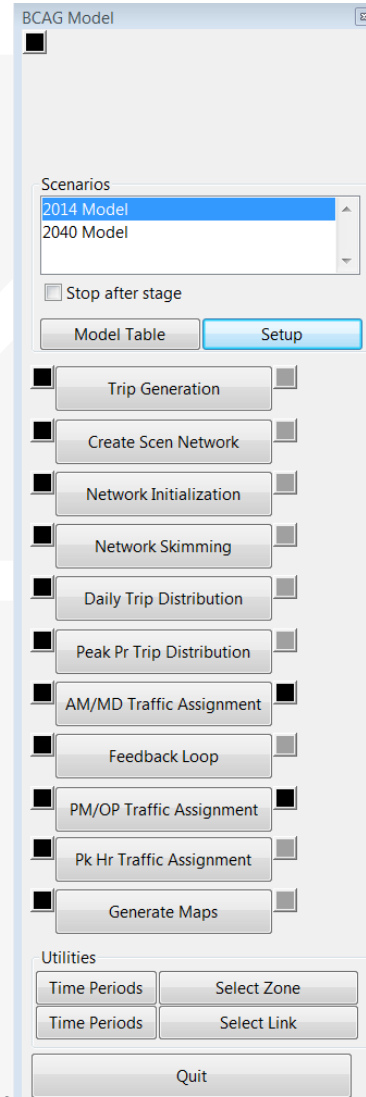 BCAG Model
Scenarios
2014 Model
2040 Model
Stop after stage
Model Table Setup
Trip Generation
Create Scen Network
Network Initialization
Network Skimming
Daily Trip Distribution
Peak Pr Trip Distribution
AM/MD Traffic Assignment
Feedback Loop
PM/OP Traffic Assignment
Pk Hr Traffic Assignment
Generate Maps
Utilities
Time Periods Select Zone
Time Periods Select Link
Quit